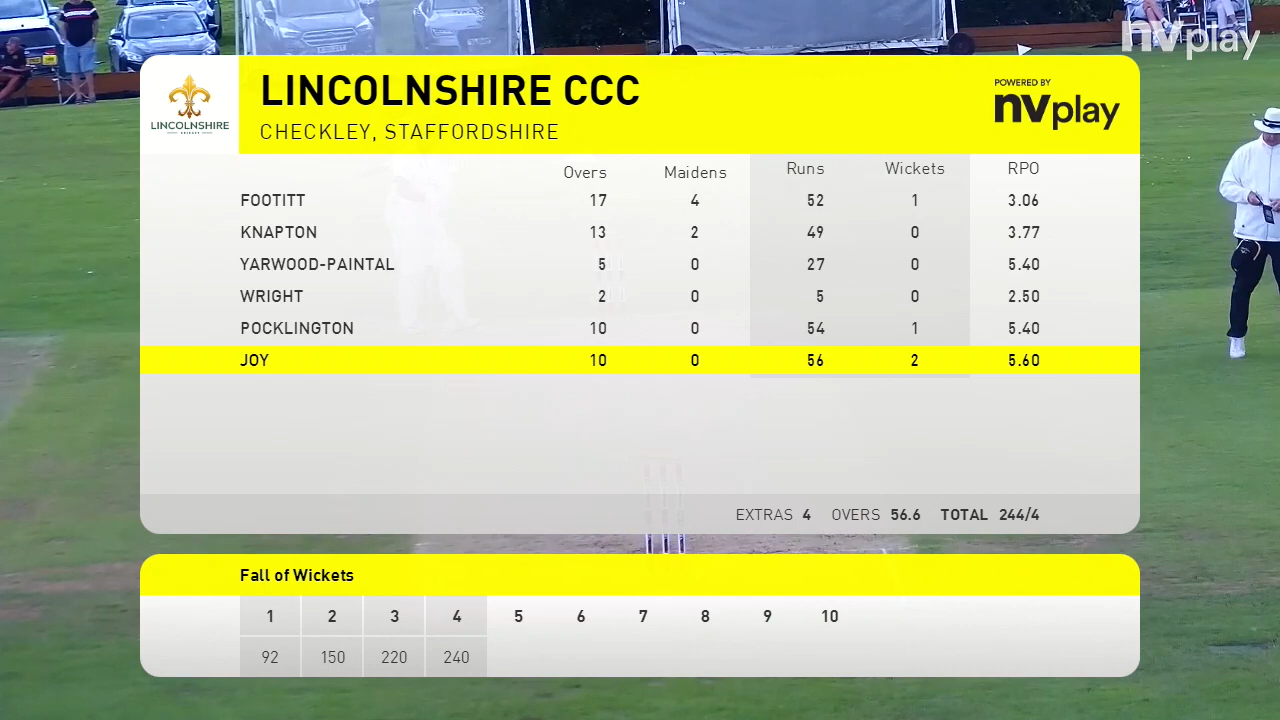 nvplay
LINCOLNSHIRE CCC
CHECKLEY, STAFFORDSHIRE
LINCOLNSHIRE
POWERED BY
nvplay
Overs Maidens Runs Wickets RPO
FOOTITT 17 4 52 1 3.06
KNAPTON 13 2 49 0 3.77
YARWOOD-PAINTAL 5 0 27 0 5.40
WRIGHT 2 0 5 0 2.50
POCKLINGTON 10 0 54 1 5.40
JOY 10 0 56 2 5.60
EXTRAS 4 OVERS 56.6 TOTAL 244/4
Fall of Wickets
1 2 3 4 5 6 7 8 9 10
92 150 220 240